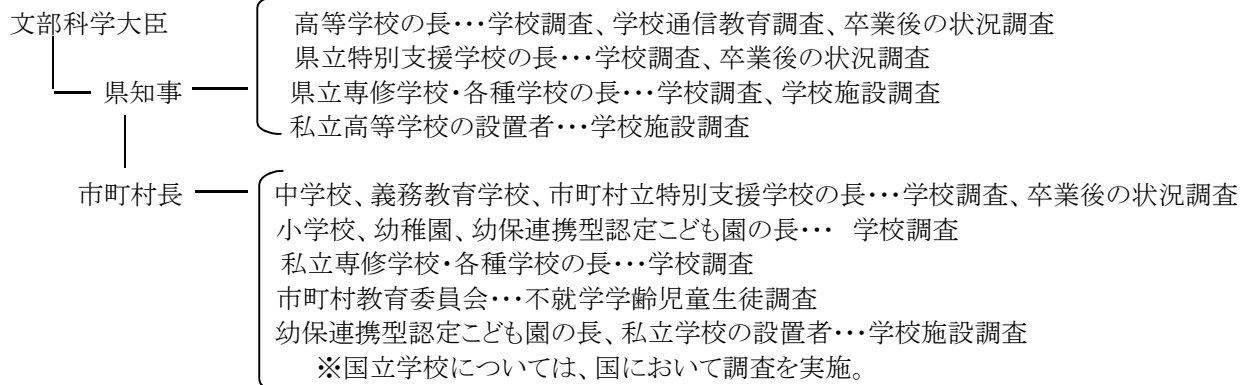 文部科学大臣
高等学校の長・・・学校調査、学校通信教育調査、卒業後の状況調査
県立特別支援学校の長・・・学校調査、卒業後の状況調査
県知事
県立専修学校・各種学校の長・・・学校調査、学校施設調査
私立高等学校の設置者・・・学校施設調査
市町村長
中学校、義務教育学校、市町村立特別支援学校の長・・・学校調査、卒業後の状況調査
小学校、幼稚園、幼保連携型認定こども園の長・・・ 学校調査
私立専修学校・各種学校の長・・・学校調査
市町村教育委員会・・・不就学学齢児童生徒調査
幼保連携型認定こども園の長、私立学校の設置者・・・学校施設調査
※国立学校については、国において調査を実施。